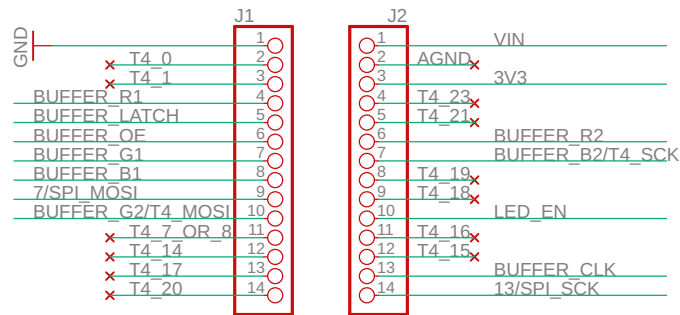 J1
GND
1
2 T4_0
3 T4_1
4 BUFFER_R1
5 BUFFER_LATCH
6 BUFFER_OE
7 BUFFER_G1
8 BUFFER_B1
9 7/SPI_MOSI
10 BUFFER_G2/T4_MOSI
11 T4_7_OR_8
12 T4_14
13 T4_17
14 T4_20
J2
1 VIN
2 AGND
3 3V3
4 T4_23
5 T4_21
6 BUFFER_R2
7 BUFFER_B2/T4_SCK
8 T4_19
9 T4_18
10 LED_EN
11 T4_16
12 T4_15
13 BUFFER_CLK
14 13/SPI_SCK